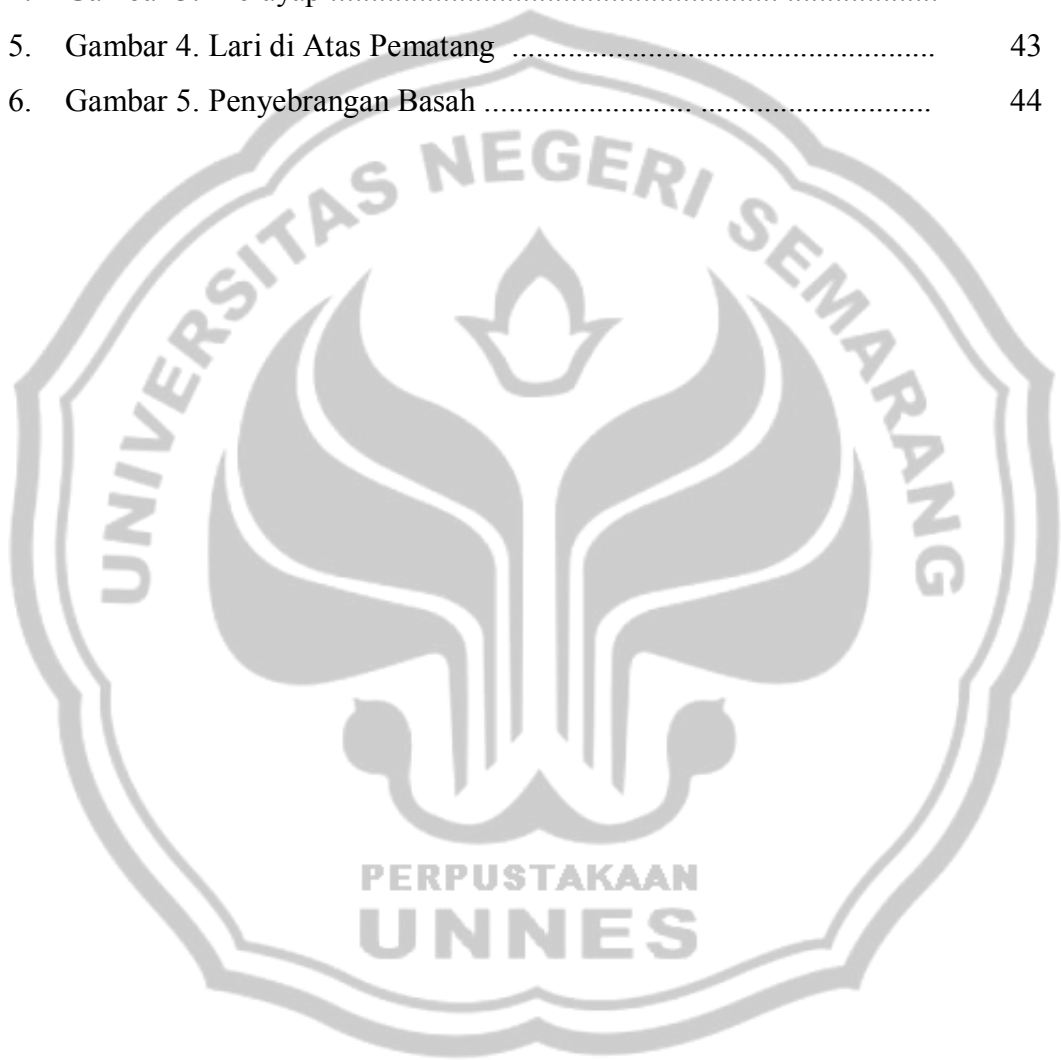 5. Gambar 4. Lari di Atas Pematang .................................................... 43
6. Gambar 5. Penyebrangan Basah .......................... ............................ 44
UNIVERSITAS NEGERI SEMARANG
PERPUSTAKAAN
UNNES